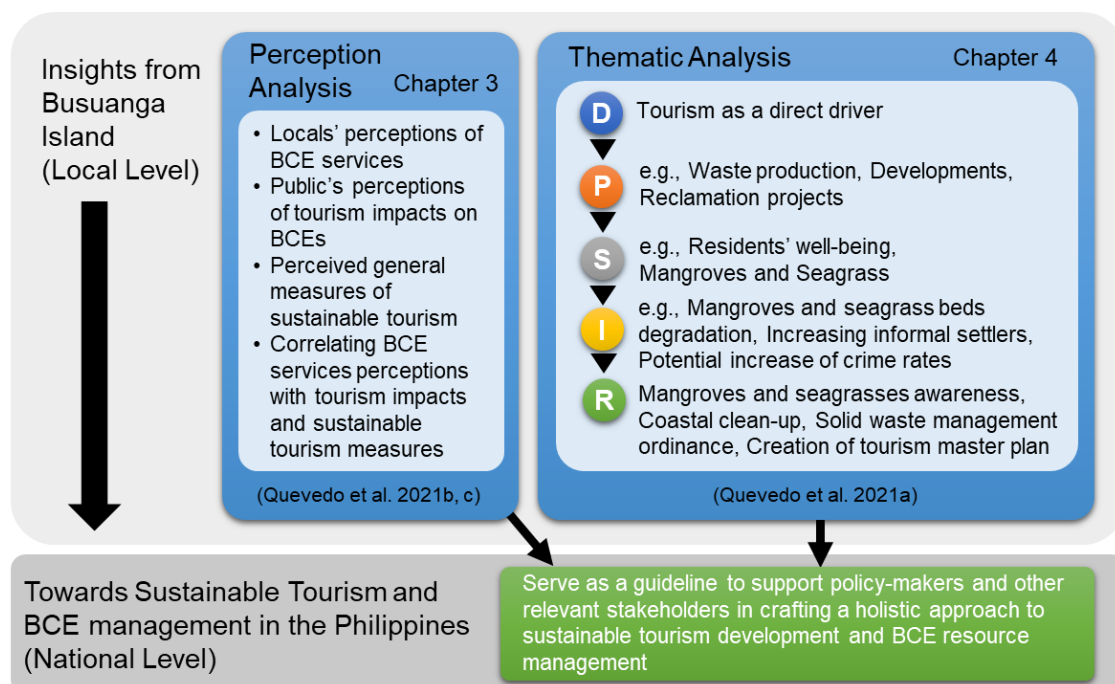 Insights from
Busuanga
Island
(Local Level)
Perception
Analysis
Chapter 3
• Locals' perceptions of
BCE services
• Public's perceptions
of tourism impacts on
BCEs
• Perceived general
measures of
sustainable tourism
• Correlating BCE
services perceptions
with tourism impacts
and sustainable
tourism measures
(Quevedo et al. 2021b, c)
Thematic Analysis
Chapter 4
D
Tourism as a direct driver
P
e.g., Waste production, Developments,
Reclamation projects
S
e.g., Residents' well-being,
Mangroves and Seagrass
I
e.g., Mangroves and seagrass beds
degradation, Increasing informal settlers,
Potential increase of crime rates
R
Mangroves and seagrasses awareness,
Coastal clean-up, Solid waste management
ordinance, Creation of tourism master plan
(Quevedo et al. 2021a)
Towards Sustainable Tourism and
BCE management in the Philippines
(National Level)
Serve as a guideline to support policy-makers and other
relevant stakeholders in crafting a holistic approach to
sustainable tourism development and BCE resource
management